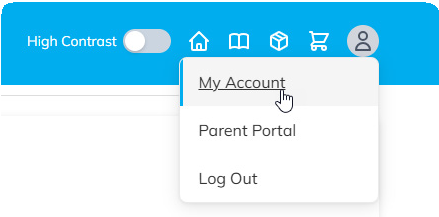 High Contrast
My Account
Parent Portal
Log Out